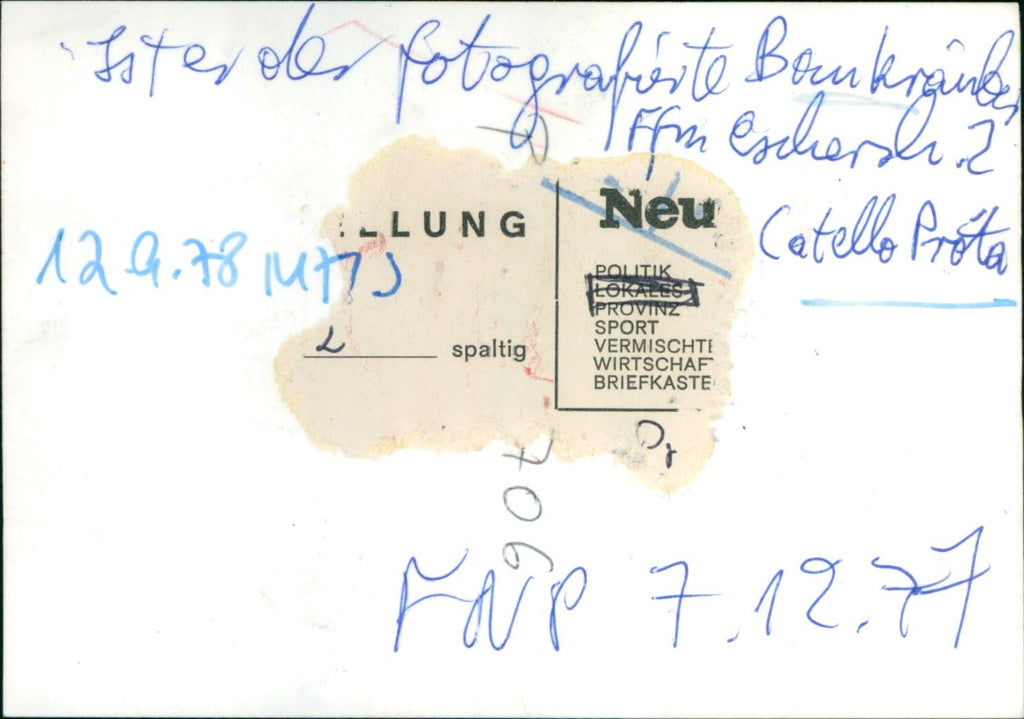 Ist er der fotografierte Bankräuber
Ffm Eschersh. 2
Catello Prota
12.9.78
LLUNG
Neu
POLITIK
LOKALES
PROVINZ
SPORT
VERMISCHTE
WIRTSCHAF
BRIEFKASTE
2 spaltig
FNP 7.12.77